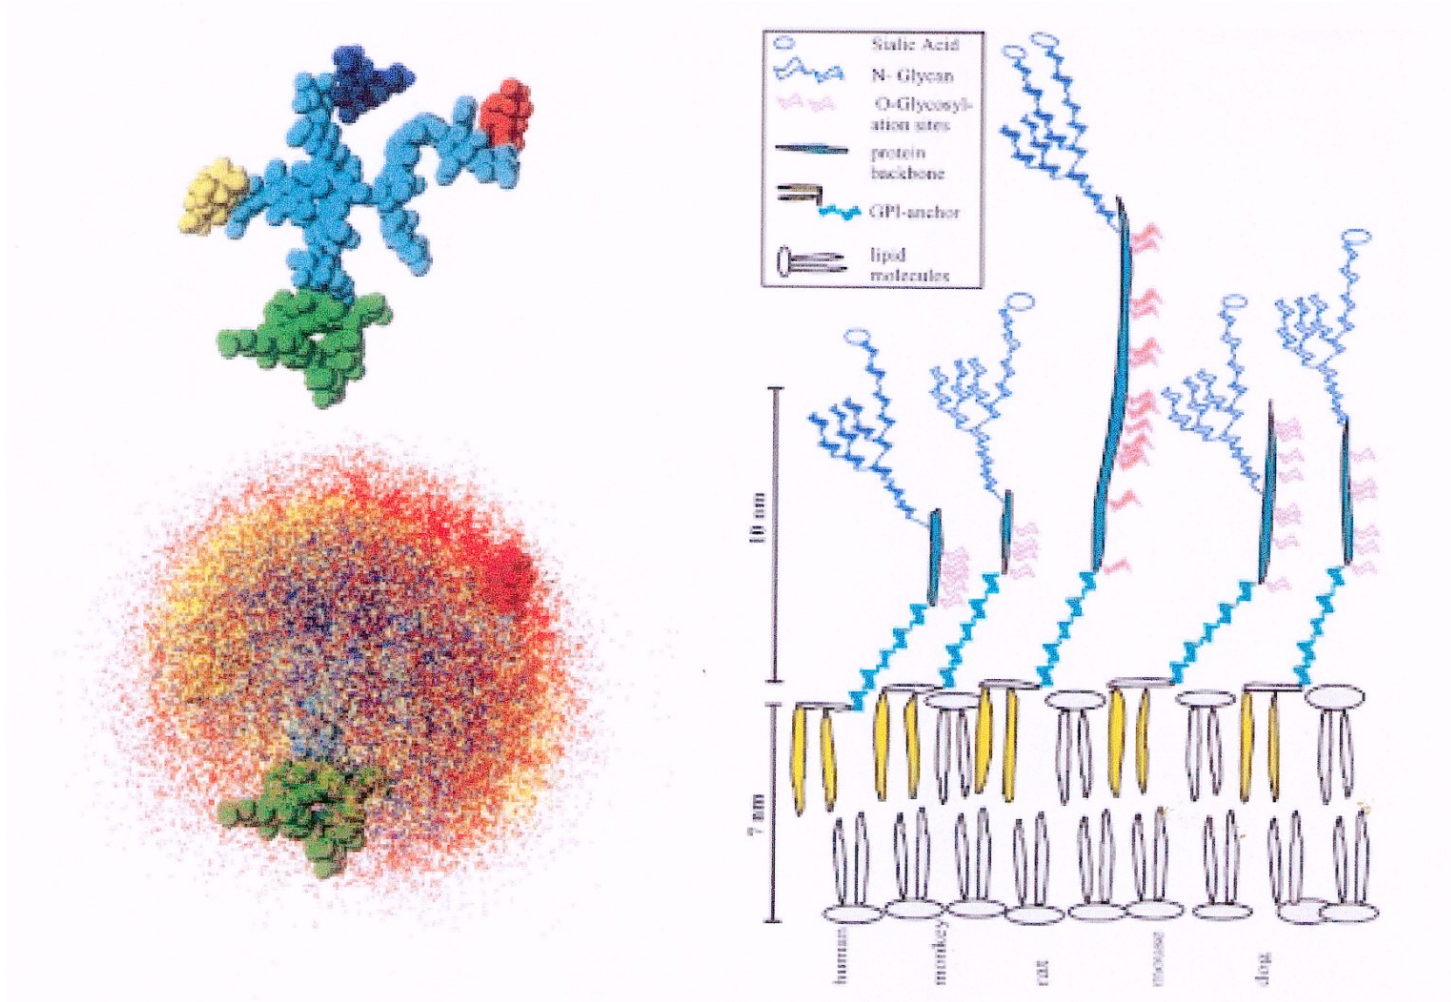 Sialic Acid
N- Glycan
O-Glycosyl-
ation sites
protein
backbone
GPI-anchor
lipid
molecules
10 nm
7 nm
human
monkey
rat
mouse
dog